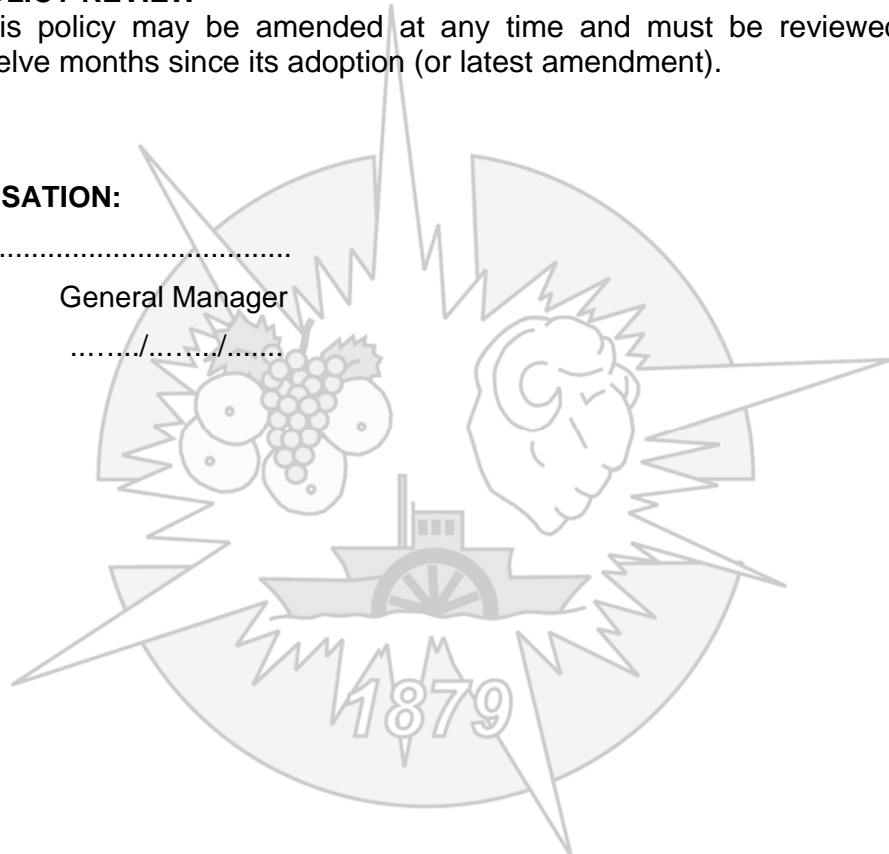 is policy may be amended at any time and must be reviewed
elve months since its adoption (or latest amendment).
SATION:
....................................
General Manager
......../......../.......
1879